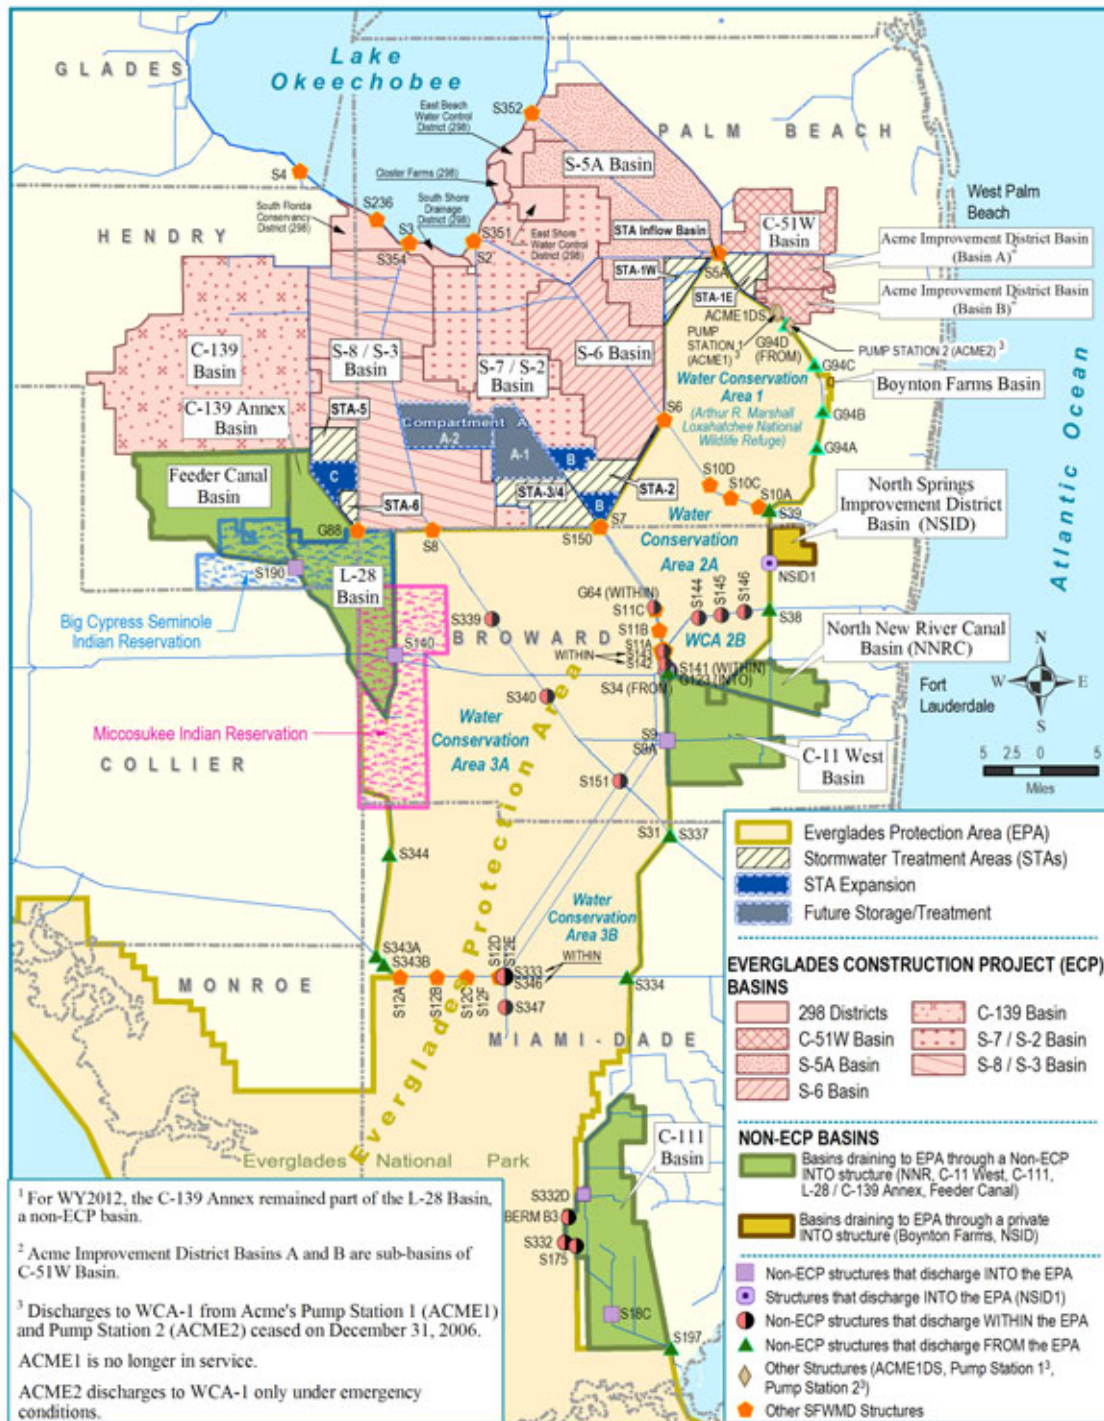 Lake
Okeechobee
GLADES
East Beach
Water Control
District (298)
S352
PALM BEACH
S-5A Basin
Closter Farms (298)
S4
South Florida
Conservancy
District (298)
S236
South Shore
Drainage
District (298)
S3
S354
S351
S2
East Shore
Water Control
District (298)
HENDRY
West Palm
Beach
C-51W
Basin
STA Inflow Basin
S5A
STA-1W
STA-1E
Acme Improvement District Basin
(Basin A)2
Acme Improvement District Basin
(Basin B)2
ACME1DS
PUMP
STATION 1
(ACME1) 3
G94D
(FROM)
PUMP STATION 2 (ACME2) 3
G94C
Boynton Farms Basin
G94B
G94A
C-139
Basin
S-8 / S-3
Basin
S-7 / S-2
Basin
S-6 Basin
Water Conservation
Area 1
(Arthur R. Marshall
Loxahatchee National
Wildlife Refuge)
Atlantic Ocean
C-139 Annex
Basin
STA-5
Compartment A
A-2
A-1
B
S6
Feeder Canal
Basin
C
STA-6
STA-3/4
STA-2
B
S10D
S10C
S10A
S39
North Springs
Improvement District
Basin (NSID)
G88
S8
S150
S7
Water
Conservation
Area 2A
S190
L-28
Basin
NSID1
Big Cypress Seminole
Indian Reservation
S339
BROWARD
G64 (WITHIN)
S11C
S11B
S11A
S144
S145
S146
WCA 2B
S38
North New River Canal
Basin (NNRC)
S140
WITHIN
S143
S142
S141 (WITHIN)
G123 (INTO)
S34 (FROM)
S340
Fort
Lauderdale
N
W
E
S
Miccosukee Indian Reservation
COLLIER
Water
Conservation
Area 3A
S9
S9A
C-11 West
Basin
5
2.5
0
5
Miles
S151
S31
S337
S344
Everglades Protection Area
Water
Conservation
Area 3B
S343A
S343B
MONROE
S12A
S12B
S12C
S12F
S12D
S12E
S333
S346
WITHIN
S347
S334
MIAMI-DADE
C-111
Basin
Everglades National Park
S332D
BERM B3
S332
S175
S18C
S197
Everglades Protection Area (EPA)
Stormwater Treatment Areas (STAs)
STA Expansion
Future Storage/Treatment
EVERGLADES CONSTRUCTION PROJECT (ECP)
BASINS
298 Districts
C-139 Basin
C-51W Basin
S-7 / S-2 Basin
S-5A Basin
S-8 / S-3 Basin
S-6 Basin
NON-ECP BASINS
Basins draining to EPA through a Non-ECP
INTO structure (NNR, C-11 West, C-111,
L-28 / C-139 Annex, Feeder Canal)
Basins draining to EPA through a private
INTO structure (Boynton Farms, NSID)
Non-ECP structures that discharge INTO the EPA
Structures that discharge INTO the EPA (NSID1)
Non-ECP structures that discharge WITHIN the EPA
Non-ECP structures that discharge FROM the EPA
Other Structures (ACME1DS, Pump Station 1³,
Pump Station 2³)
Other SFWMD Structures
1 For WY2012, the C-139 Annex remained part of the L-28 Basin,
a non-ECP basin.
2 Acme Improvement District Basins A and B are sub-basins of
C-51W Basin.
3 Discharges to WCA-1 from Acme's Pump Station 1 (ACME1)
and Pump Station 2 (ACME2) ceased on December 31, 2006.
ACME1 is no longer in service.
ACME2 discharges to WCA-1 only under emergency
conditions.